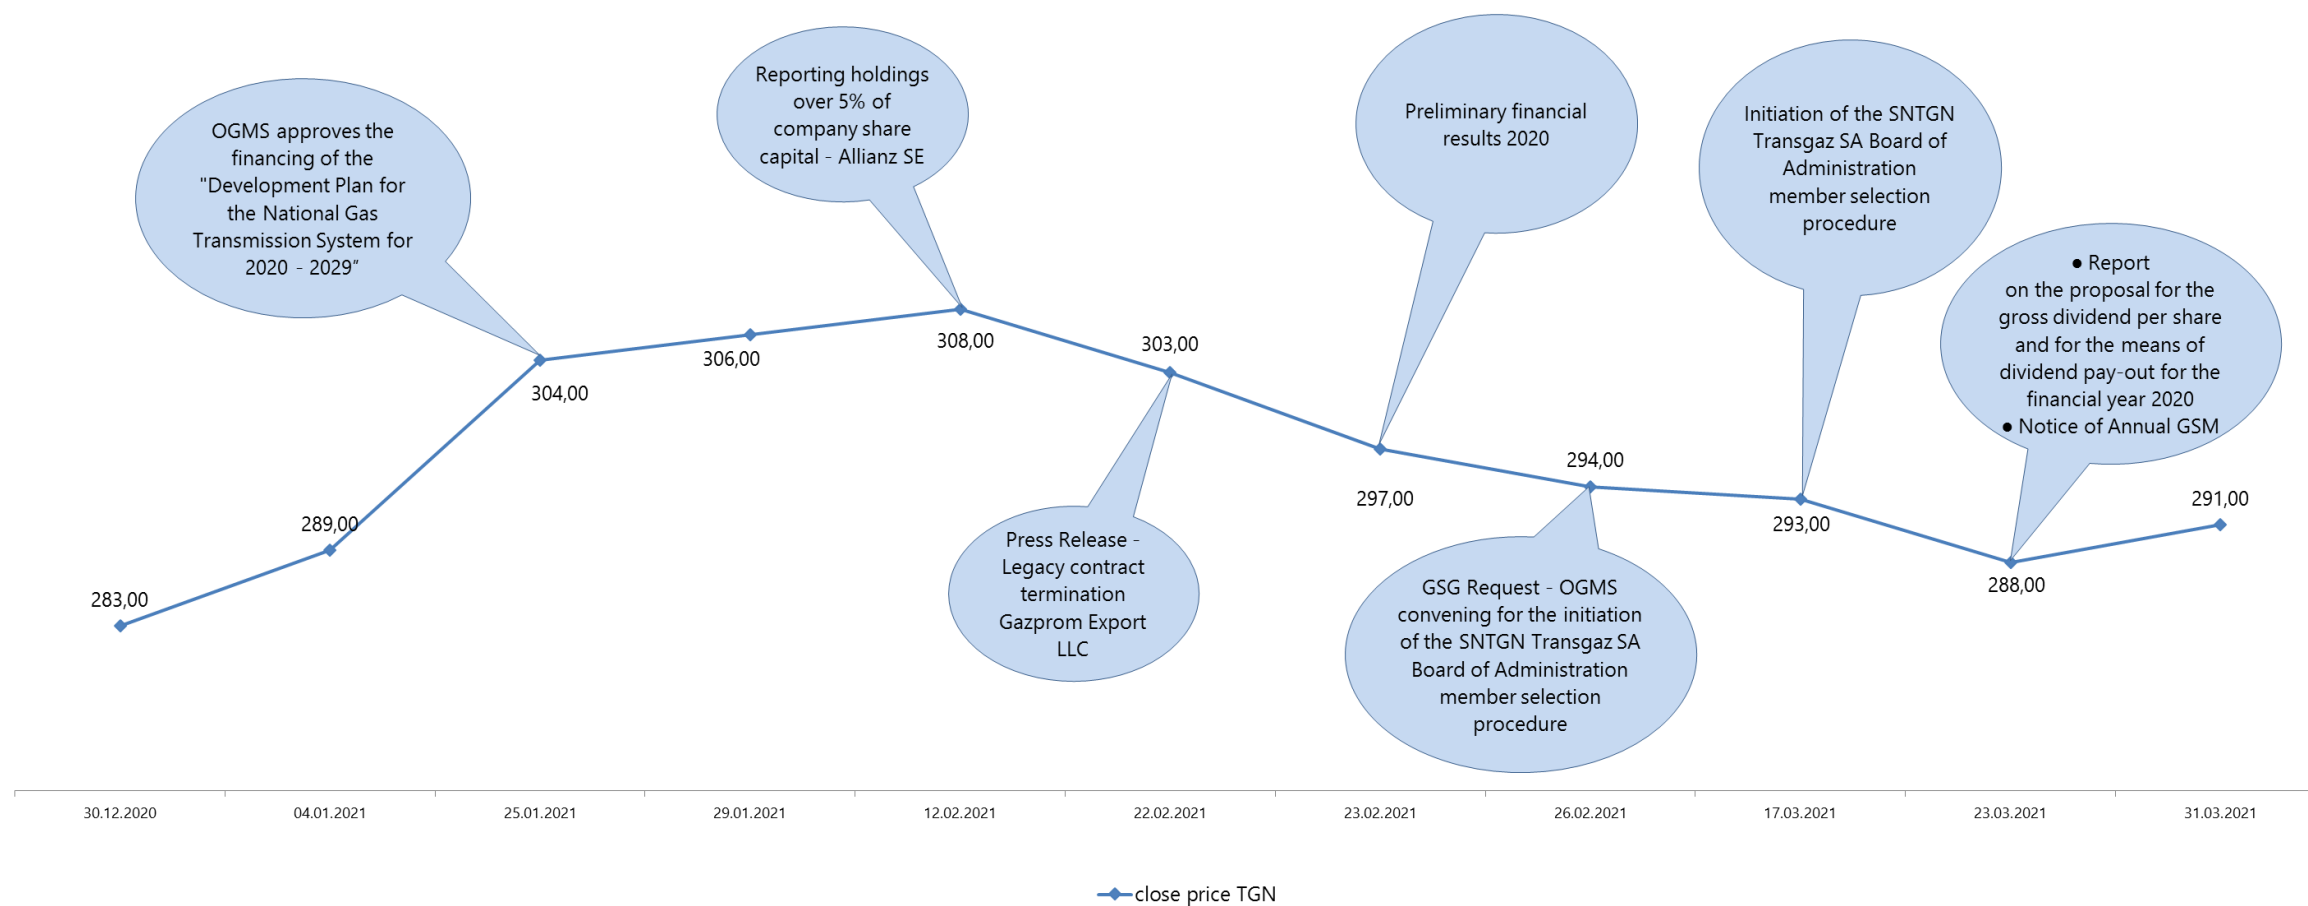 OGMS approves the
financing of the
"Development Plan for
the National Gas
Transmission System for
2020 - 2029”
Reporting holdings
over 5% of
company share
capital - Allianz SE
Preliminary financial
results 2020
Initiation of the SNTGN
Transgaz SA Board of
Administration
member selection
procedure
● Report
on the proposal for the
gross dividend per share
and for the means of
dividend pay-out for the
financial year 2020
● Notice of Annual GSM
Press Release -
Legacy contract
termination
Gazprom Export
LLC
GSG Request - OGMS
convening for the initiation
of the SNTGN Transgaz SA
Board of Administration
member selection
procedure
283,00
289,00
304,00
306,00
308,00
303,00
297,00
294,00
293,00
288,00
291,00
30.12.2020
04.01.2021
25.01.2021
29.01.2021
12.02.2021
22.02.2021
23.02.2021
26.02.2021
17.03.2021
23.03.2021
31.03.2021
close price TGN